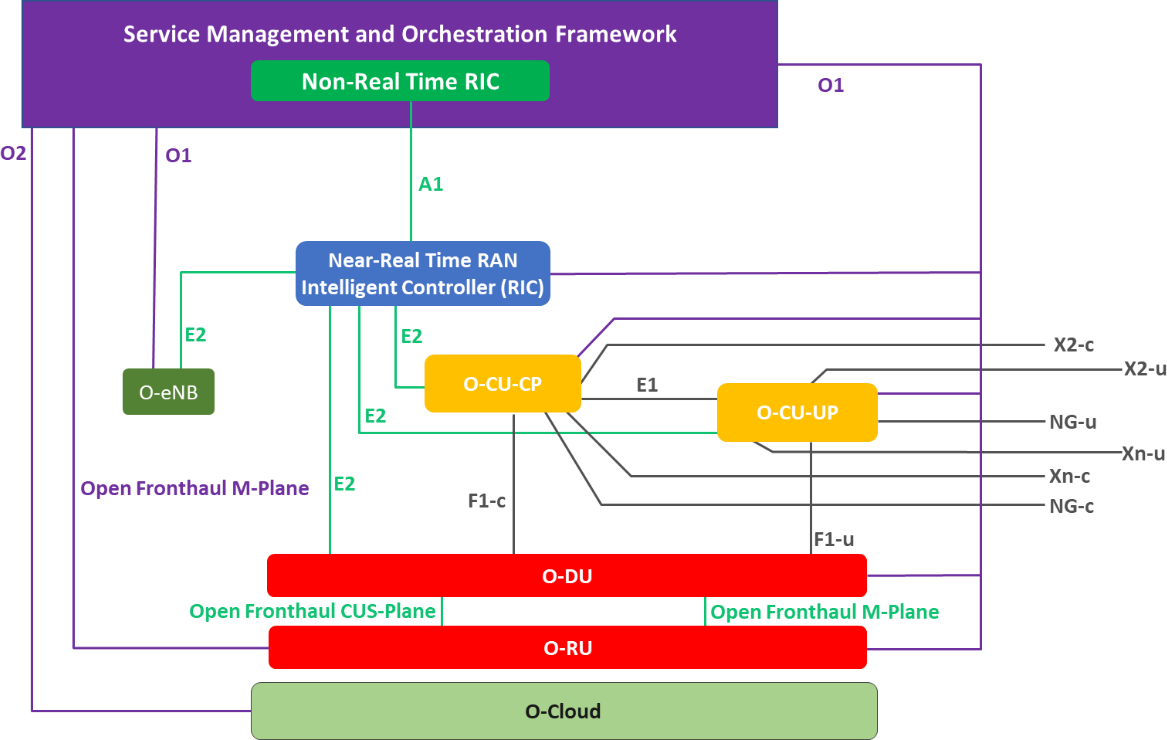 Service Management and Orchestration Framework
Non-Real Time RIC
O1
O2
O1
A1
Near-Real Time RAN
Intelligent Controller (RIC)
E2
E2
X2-c
X2-u
O-CU-CP
E1
O-eNB
O-CU-UP
E2
NG-u
Xn-u
Xn-c
E2
Open Fronthaul M-Plane
F1-c
NG-c
F1-u
O-DU
Open Fronthaul CUS-Plane
Open Fronthaul M-Plane
O-RU
O-Cloud